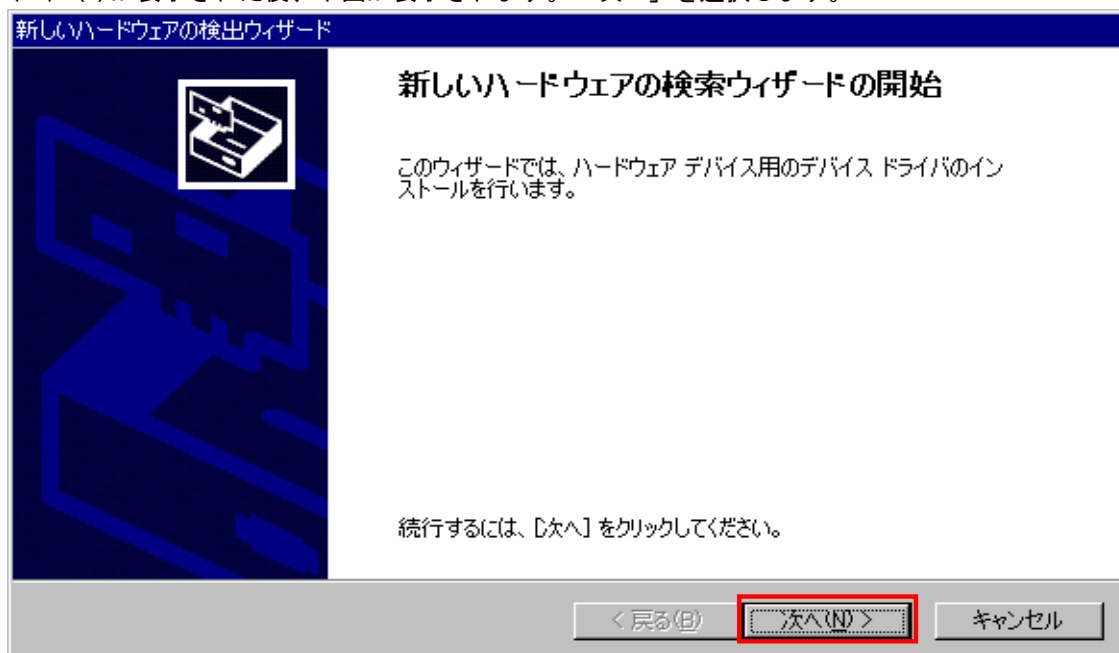 新しいハードウェアの検出ウィザード
新しいハードウェアの検索ウィザードの開始
このウィザードでは、ハードウェア デバイス用のデバイス ドライバのイン
ストールを行います。
続行するには、[次へ] をクリックしてください。
< 戻る(B)
次へ(N) >
キャンセル